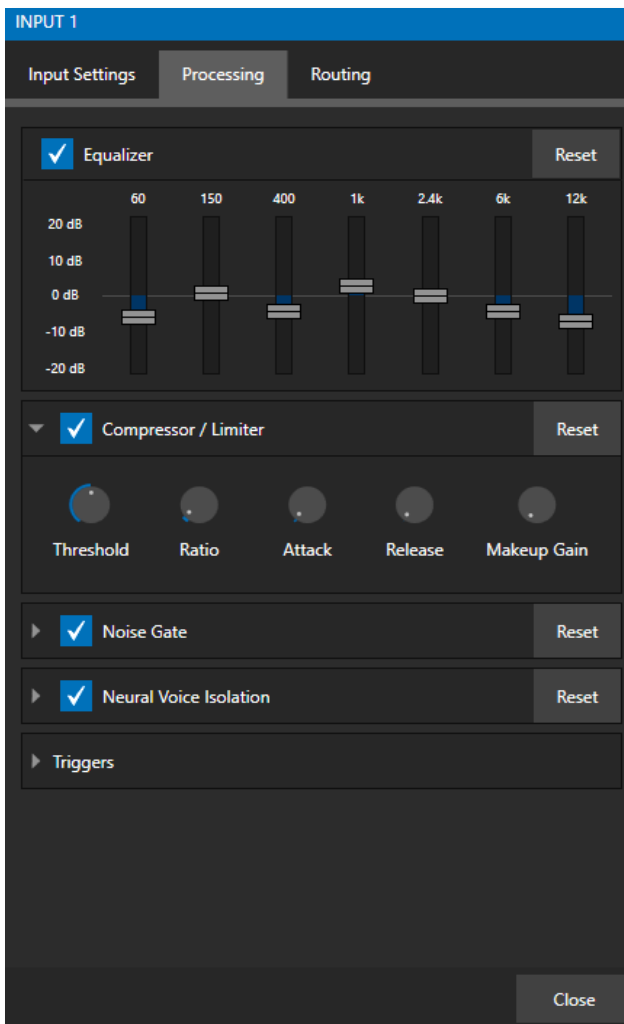 INPUT 1
Input Settings Processing Routing
Equalizer Reset
60 150 400 1k 2.4k 6k 12k
20 dB
10 dB
0 dB
-10 dB
-20 dB
Compressor / Limiter Reset
Threshold Ratio Attack Release Makeup Gain
Noise Gate Reset
Neural Voice Isolation Reset
Triggers
Close